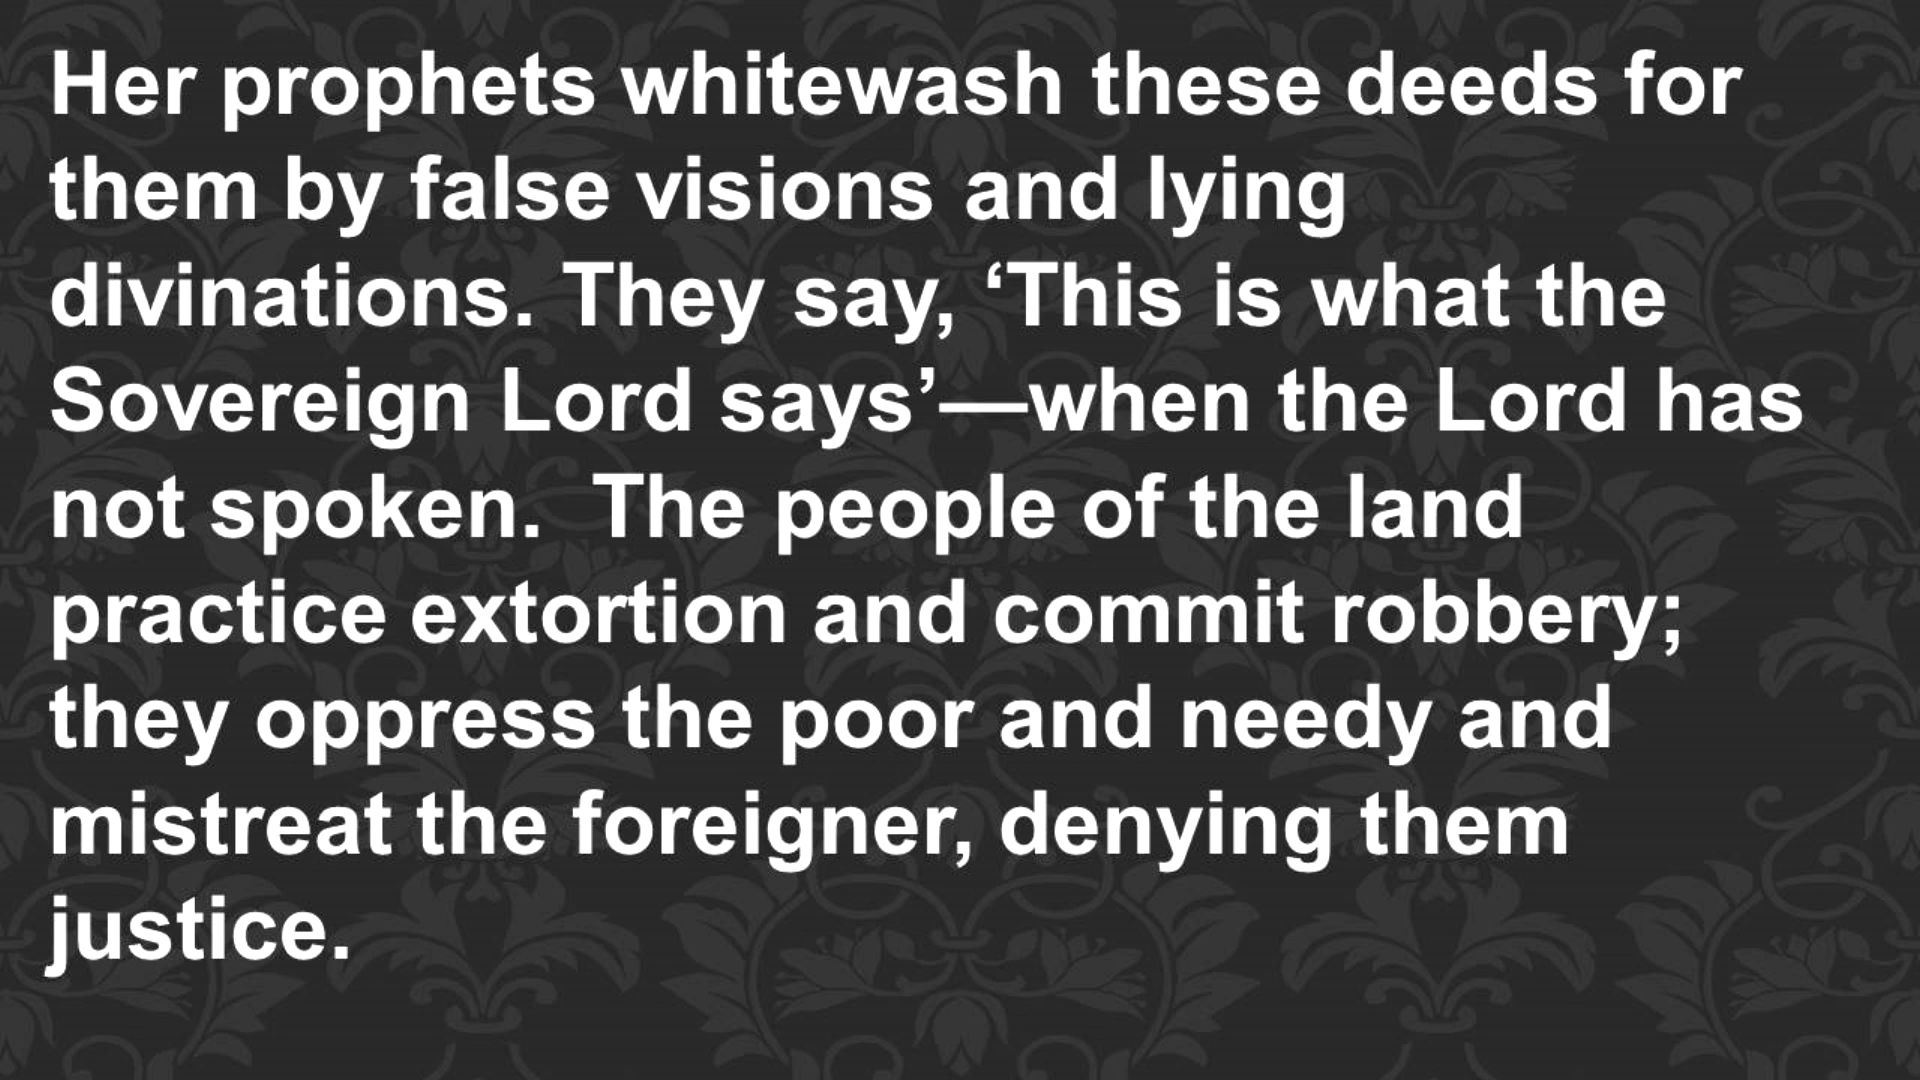 Her prophets whitewash these deeds for
them by false visions and lying
divinations. They say, ‘This is what the
Sovereign Lord says’—when the Lord has
not spoken.  The people of the land
practice extortion and commit robbery;
they oppress the poor and needy and
mistreat the foreigner, denying them
justice.